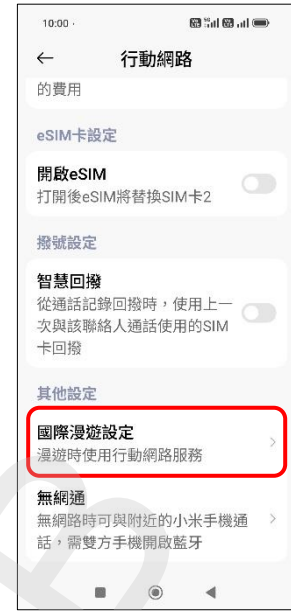 10:00
行動網路
的費用
eSIM卡設定
開啟eSIM
打開後eSIM將替換SIM卡2
撥號設定
智慧回撥
從通話記錄回撥時，使用上一
次與該聯絡人通話使用的SIM
卡回撥
其他設定
國際漫遊設定
漫遊時使用行動網路服務
無網通
無網路時可與附近的小米手機通
話，需雙方手機開啟藍牙